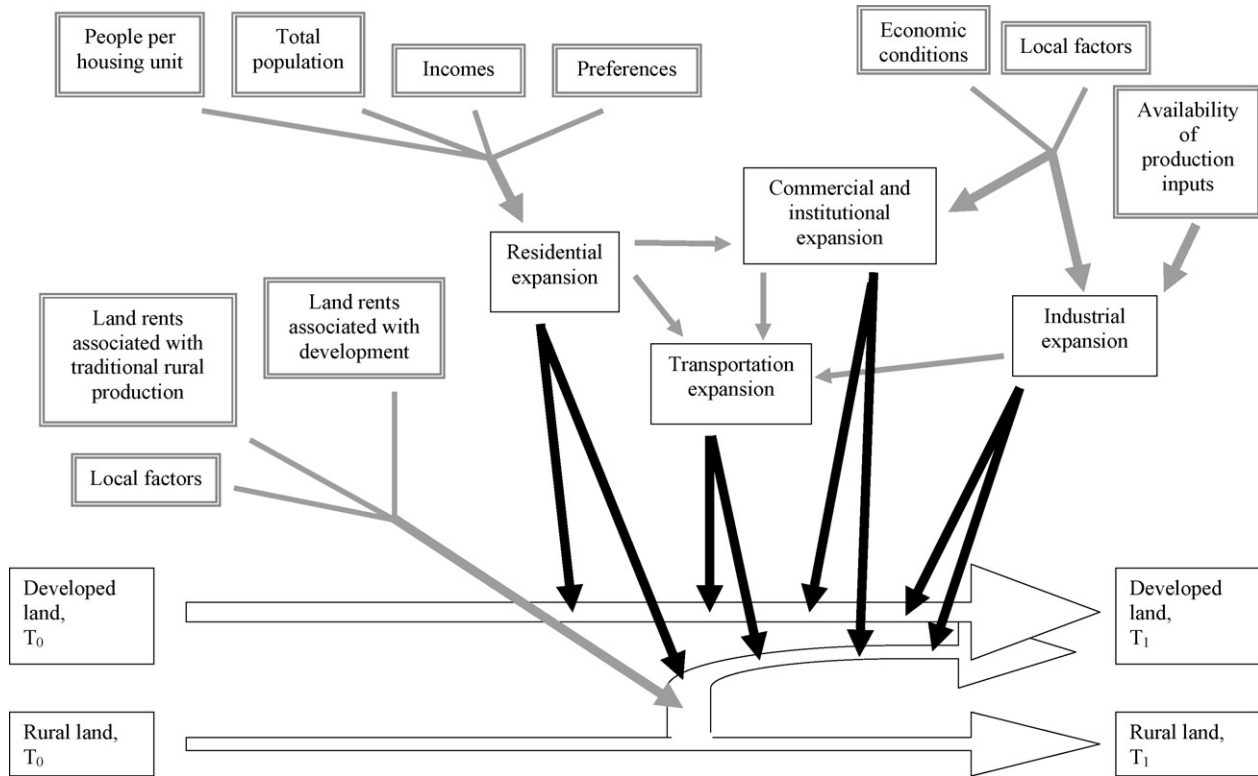 People per
housing unit
Total
population
Incomes
Preferences
Economic
conditions
Local factors
Availability
of
production
inputs
Commercial and
institutional
expansion
Residential
expansion
Land rents
associated with
development
Land rents
associated with
traditional rural
production
Industrial
expansion
Transportation
expansion
Local factors
Developed
land,
T₀
Developed
land,
T₁
Rural land,
T₀
Rural land,
T₁